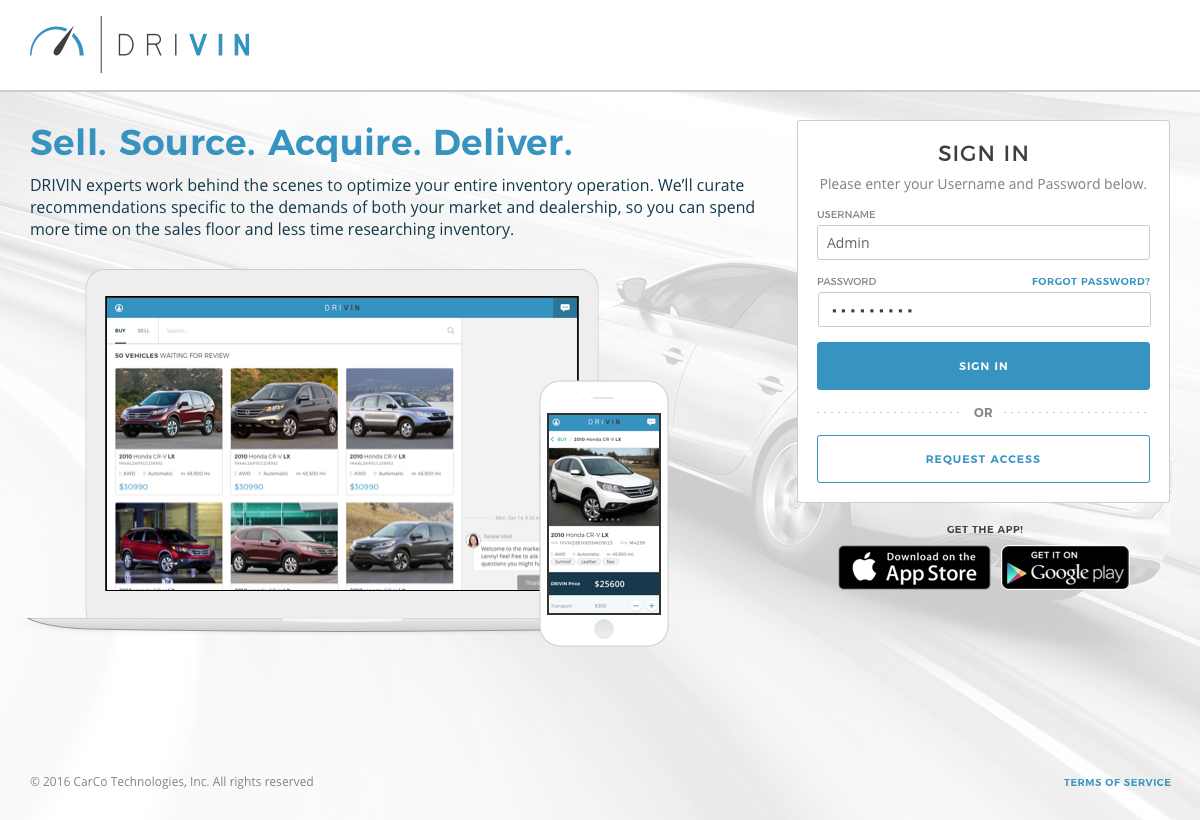 DRIVIN
Sell. Source. Acquire. Deliver.
DRIVIN experts work behind the scenes to optimize your entire inventory operation. We'll curate
recommendations specific to the demands of both your market and dealership, so you can spend
more time on the sales floor and less time researching inventory.
DRIVIN
BUY SELL Search...
50 VEHICLES WAITING FOR REVIEW
2010 Honda CR-V LX 2010 Honda CR-V LX 2010 Honda CR-V LX
AWD Automatic 45,500 mi AWD Automatic 45,500 mi AWD Automatic 45,500 mi
$30990 $30990 $30990
Welcome to the marke
Lenny! Feel free to ask
questions you might ha
Than
DRIVIN
BUY 2010 Honda CR-V LX
2010 Honda CR-V LX
AWD Automatic 45,500 mi
Sunroof Leather Nav
DRIVIN Price $25600
Transport $300 − +
SIGN IN
Please enter your Username and Password below.
USERNAME
Admin
PASSWORD FORGOT PASSWORD?
SIGN IN
OR
REQUEST ACCESS
GET THE APP!
Download on the
App Store
GET IT ON
Google play
© 2016 CarCo Technologies, Inc. All rights reserved
TERMS OF SERVICE